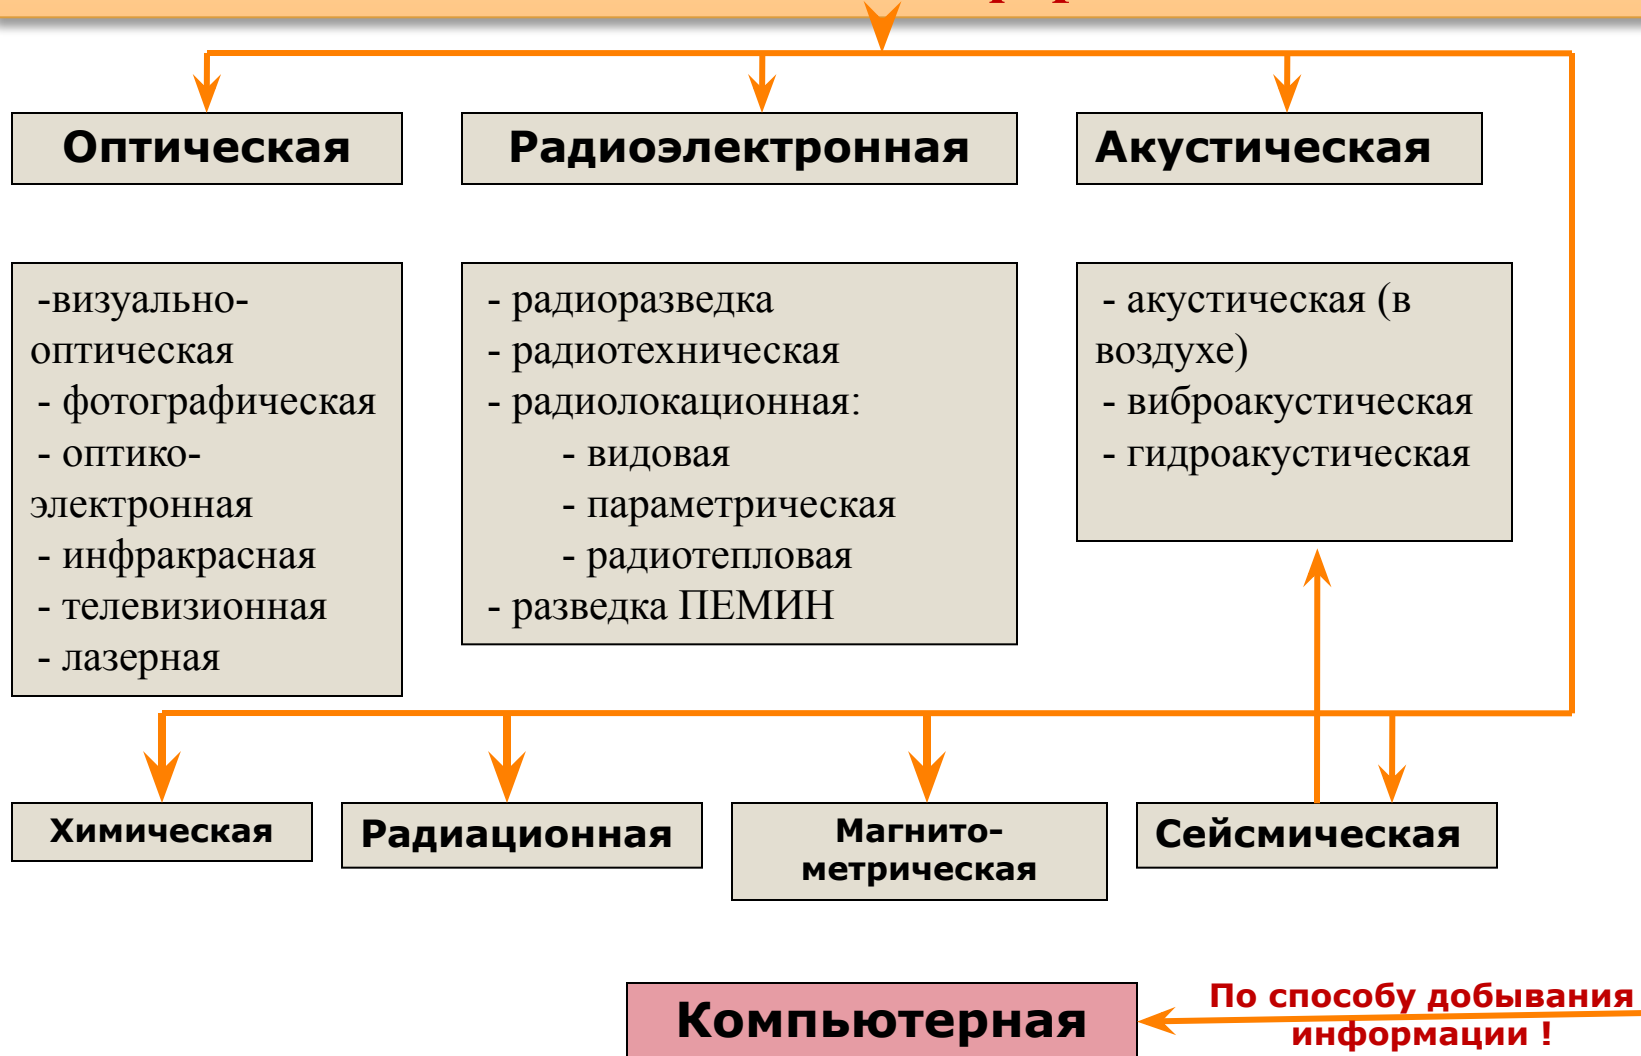 Оптическая
Радиоэлектронная
Акустическая
-визуально-
оптическая
- фотографическая
- оптико-
электронная
- инфракрасная
- телевизионная
- лазерная
- радиоразведка
- радиотехническая
- радиолокационная:
- видовая
- параметрическая
- радиотепловая
- разведка ПЕМИН
- акустическая (в
воздухе)
- виброакустическая
- гидроакустическая
Химическая
Радиационная
Магнито-
метрическая
Сейсмическая
Компьютерная
По способу добывания
информации !